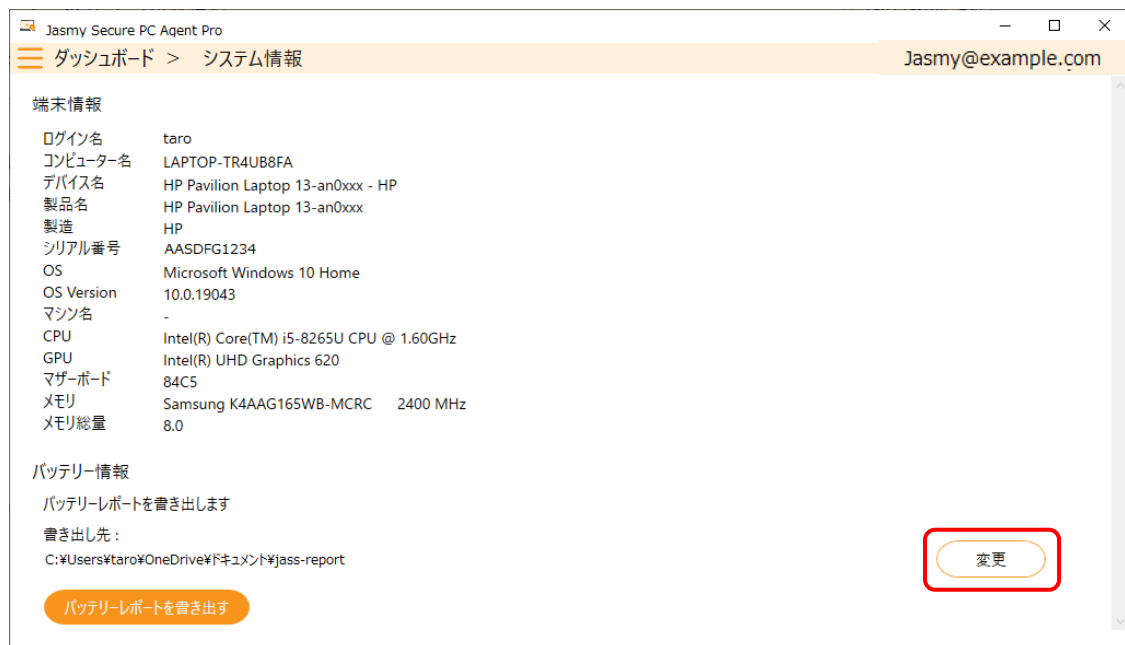 Jasmy Secure PC Agent Pro
ダッシュボード > システム情報 Jasmy@example.com
端末情報
ログイン名 taro
コンピューター名 LAPTOP-TR4UB8FA
デバイス名 HP Pavilion Laptop 13-an0xxx - HP
製品名 HP Pavilion Laptop 13-an0xxx
製造 HP
シリアル番号 AASDFG1234
OS Microsoft Windows 10 Home
OS Version 10.0.19043
マシン名 -
CPU Intel(R) Core(TM) i5-8265U CPU @ 1.60GHz
GPU Intel(R) UHD Graphics 620
マザーボード 84C5
メモリ Samsung K4AAG165WB-MCRC 2400 MHz
メモリ総量 8.0
バッテリー情報
バッテリーレポートを書き出します
書き出し先 :
C:¥Users¥taro¥OneDrive¥ドキュメント¥jass-report
変更
バッテリーレポートを書き出す